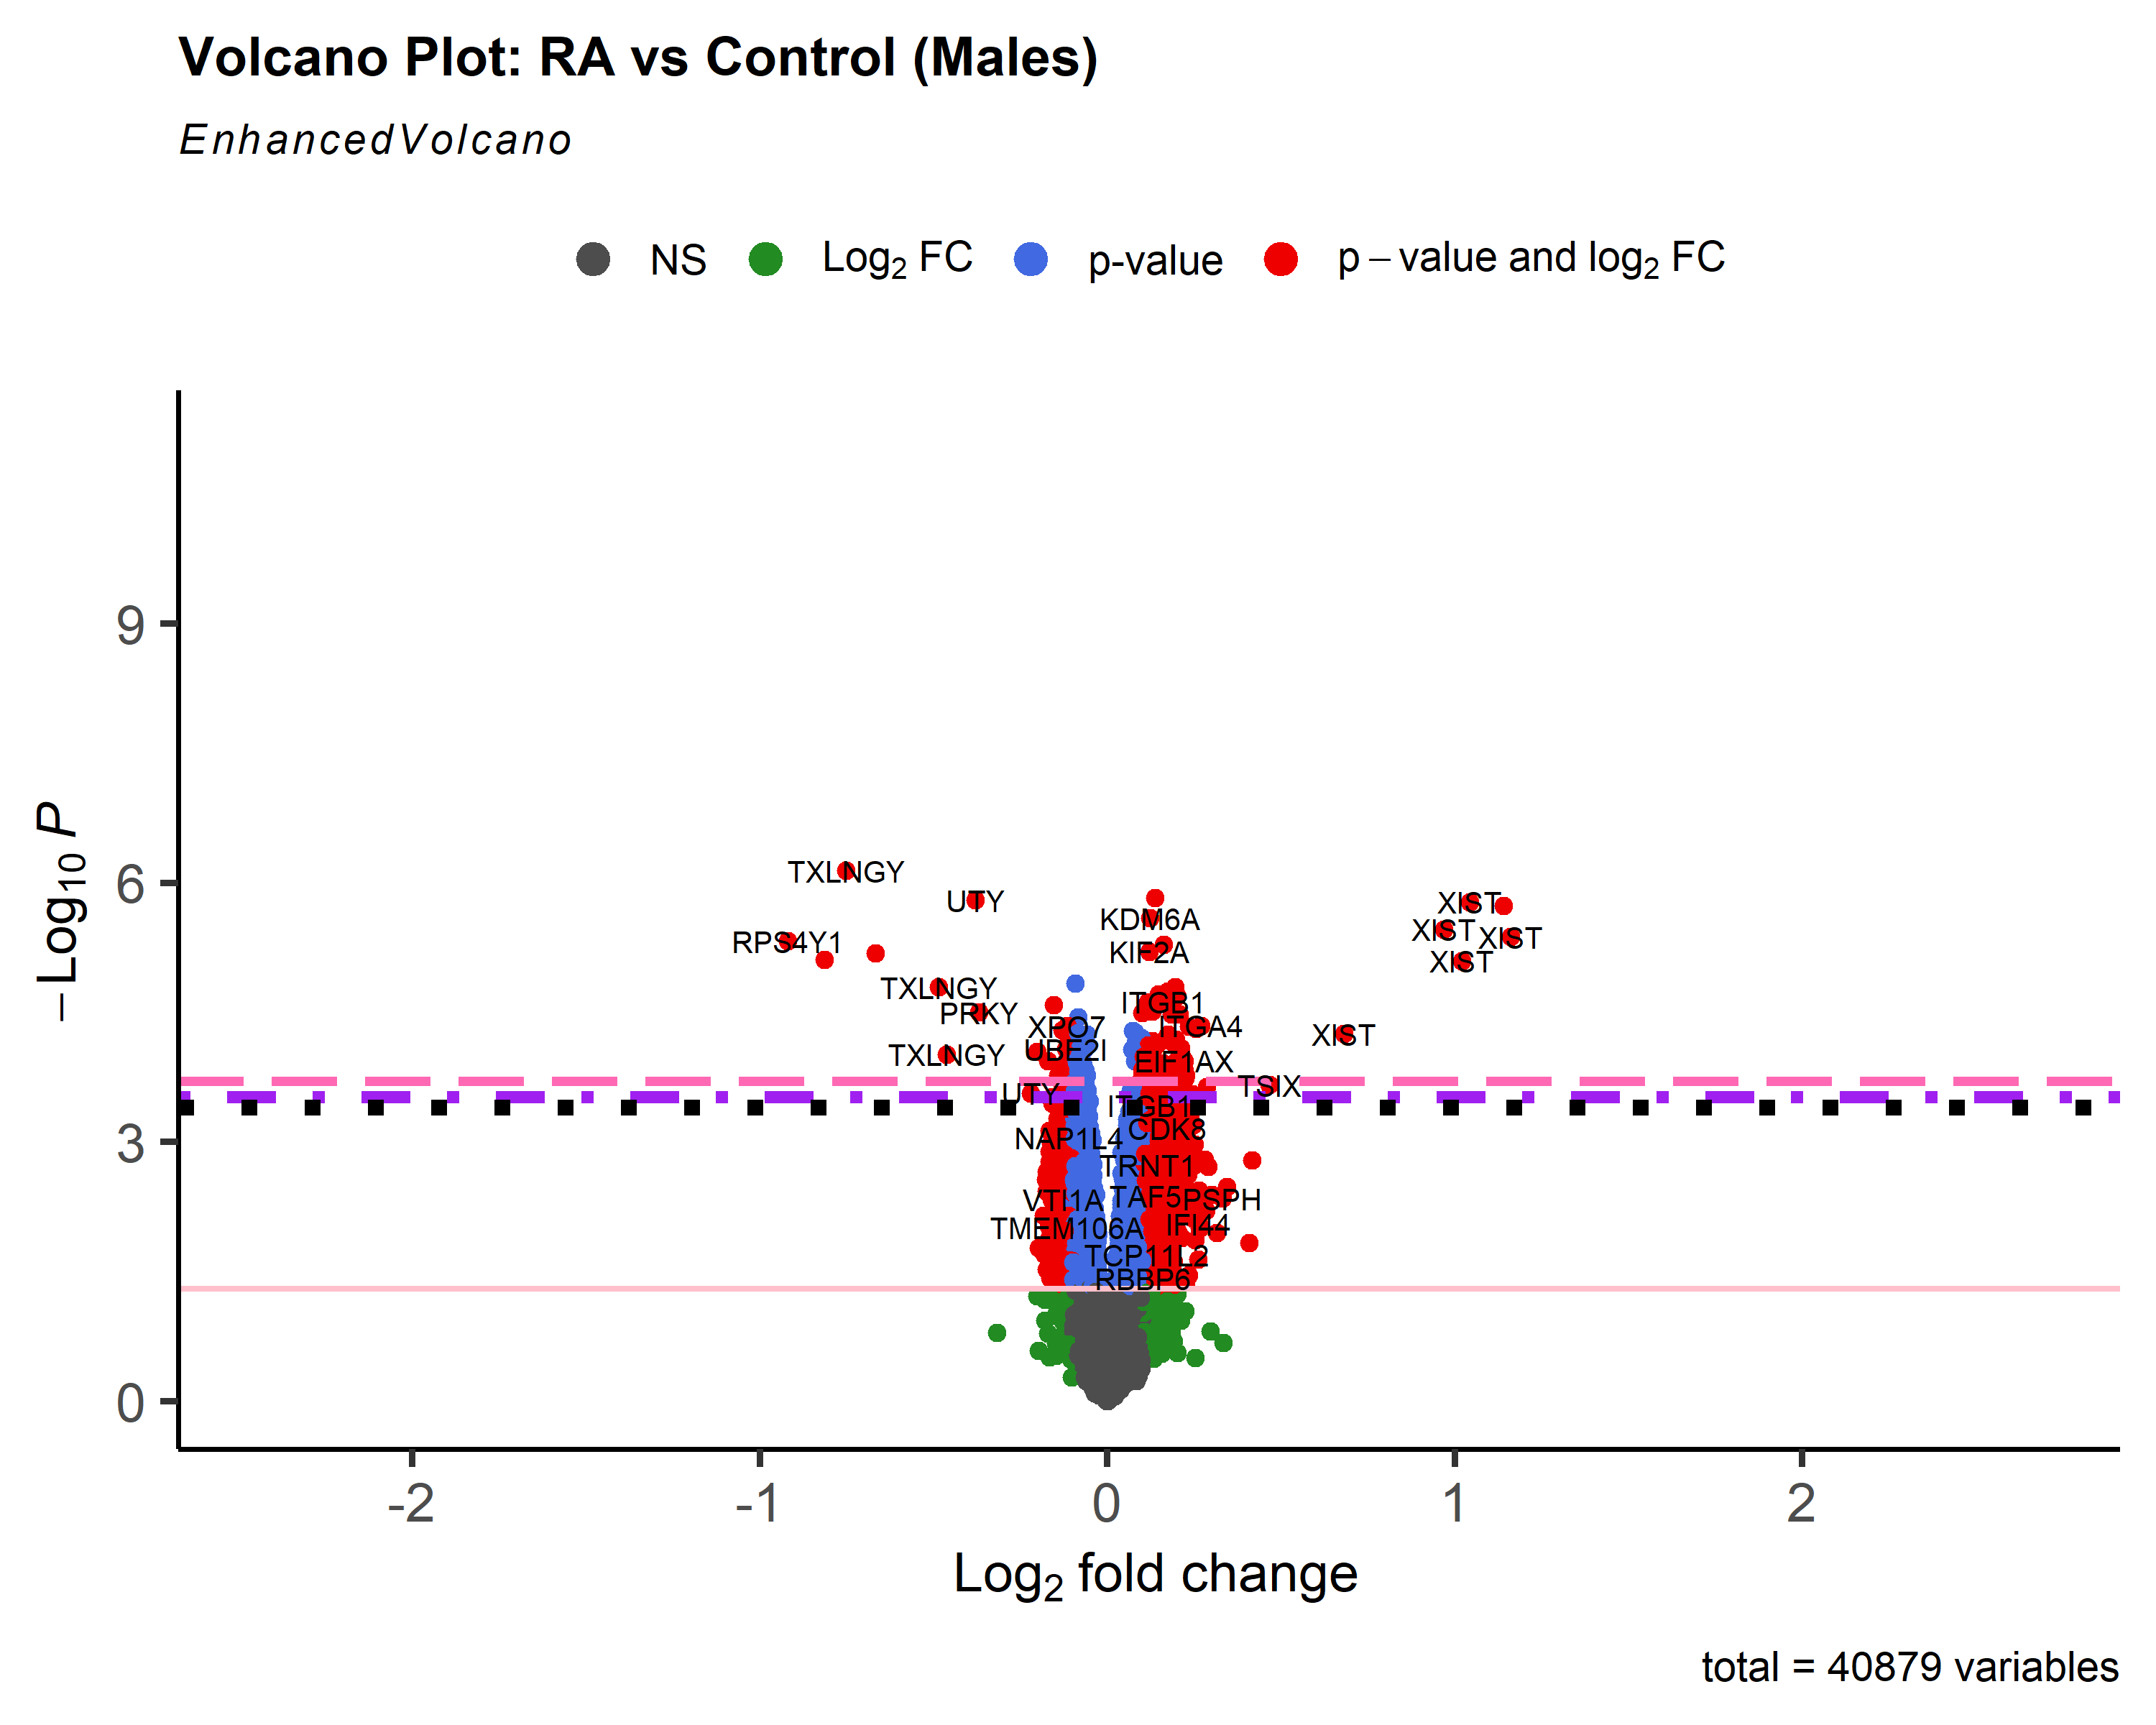 Volcano Plot: RA vs Control (Males)
EnhancedVolcano
NS Log₂ FC p-value p − value and log₂ FC
−Log₁₀ P
9
6
3
0
TXLNGY
UTY
KDM6A
XIST
XIST
XIST
RPS4Y1
KIF2A
XIST
TXLNGY
ITGB1
PRKY
XPO7
ITGA4
XIST
UBE2I
TXLNGY
EIF1AX
TSIX
UTY
ITGB1
CDK8
NAP1L4
TRNT1
VTI1A
TAF5
PSPH
TMEM106A
IFI44
TCP11L2
RBBP6
-2 -1 0 1 2
Log₂ fold change
total = 40879 variables